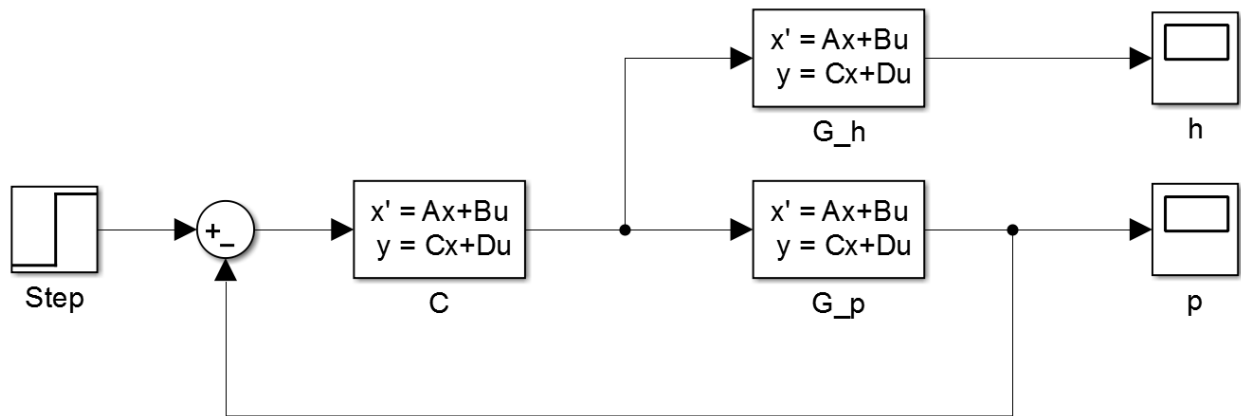 x' = Ax+Bu
y = Cx+Du
G_h
h
+
−
Step
x' = Ax+Bu
y = Cx+Du
C
x' = Ax+Bu
y = Cx+Du
G_p
p